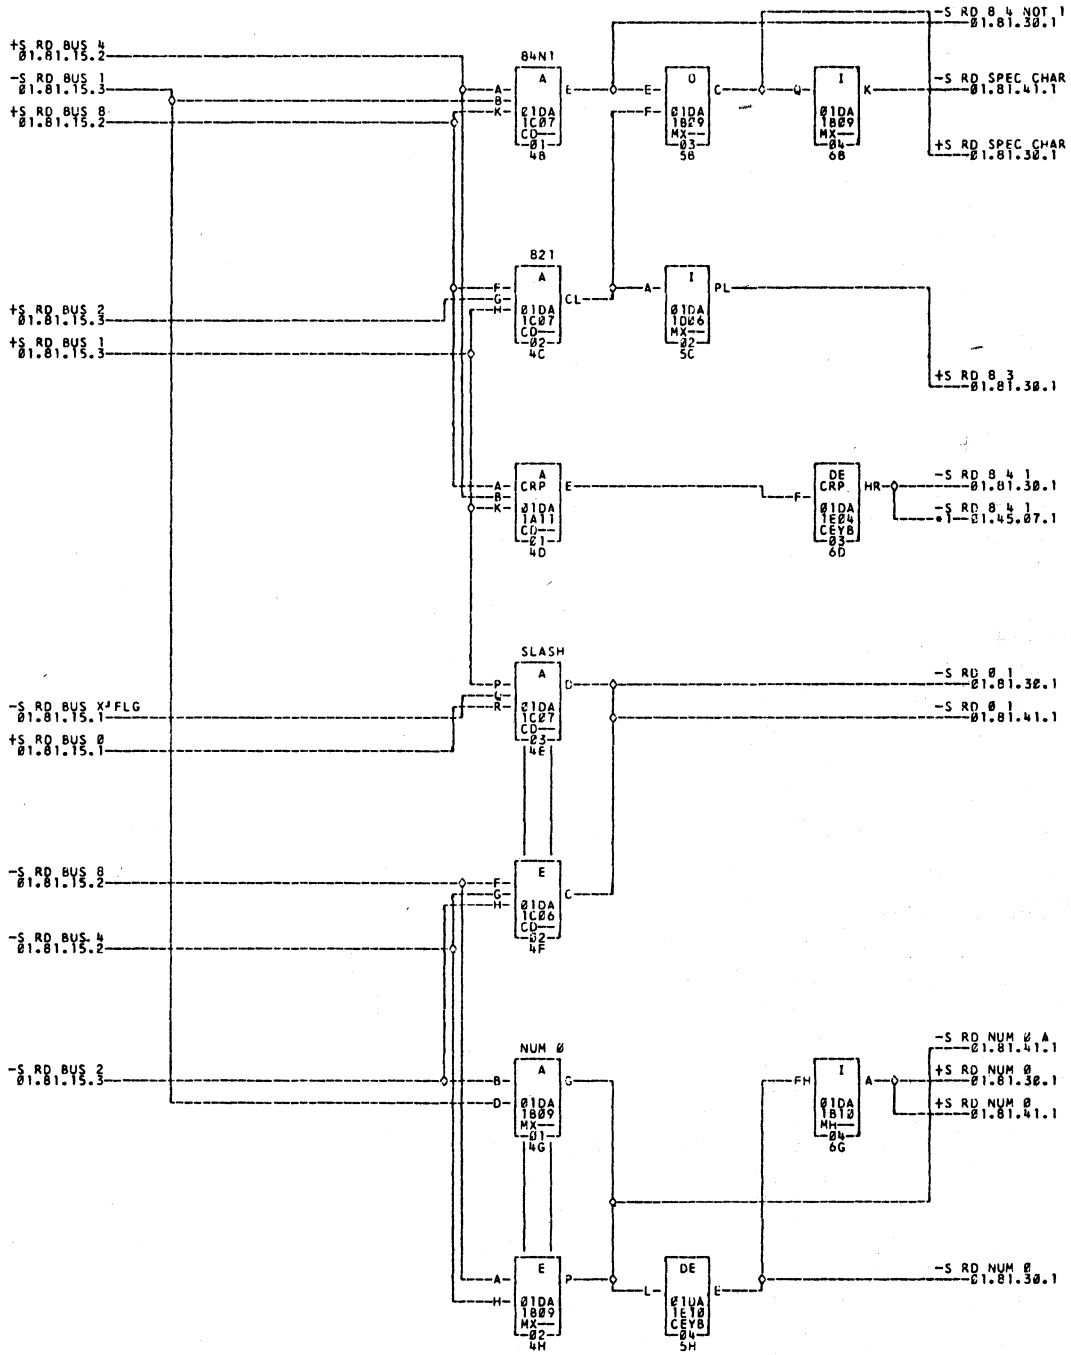 -S RD 8 4 NOT 1
01.81.30.1
+S RD BUS 4
01.81.15.2
84N1
-S RD BUS 1
01.81.15.3
A
O
I
-S RD SPEC CHAR
01.81.41.1
A
B
K
E
E
F
C
Q
K
+S RD BUS 8
01.81.15.2
01DA
1C07
CD
01
4B
01DA
1B09
MX
03
5B
01DA
1B09
MX
04
6B
+S RD SPEC CHAR
01.81.30.1
821
A
I
F
G
H
CL
A
PL
+S RD BUS 2
01.81.15.3
01DA
1C07
CD
02
4C
01DA
1D06
MX
02
5C
+S RD BUS 1
01.81.15.3
+S RD 8 3
01.81.30.1
A
CRP
DE
CRP
A
B
K
E
F
HR
-S RD 8 4 1
01.81.30.1
01DA
1A11
CD
01
4D
01DA
1E04
CEYB
03
6D
-S RD 8 4 1
*1 01.45.07.1
SLASH
A
P
Q
R
D
-S RD 0 1
01.81.30.1
-S RD BUS X FLG
01.81.15.1
01DA
1C07
CD
03
4E
-S RD 0 1
01.81.41.1
+S RD BUS 0
01.81.15.1
-S RD BUS 8
01.81.15.2
E
F
G
H
C
01DA
1C06
CD
02
4F
-S RD BUS 4
01.81.15.2
-S RD NUM 0 A
01.81.41.1
NUM 0
-S RD BUS 2
01.81.15.3
A
I
B
D
G
FH
A
+S RD NUM 0
01.81.30.1
01DA
1B09
MX
01
4G
01DA
1B10
MH
04
6G
+S RD NUM 0
01.81.41.1
E
DE
A
H
P
L
E
-S RD NUM 0
01.81.30.1
01DA
1B09
MX
02
4H
01DA
1E10
CEYB
04
5H